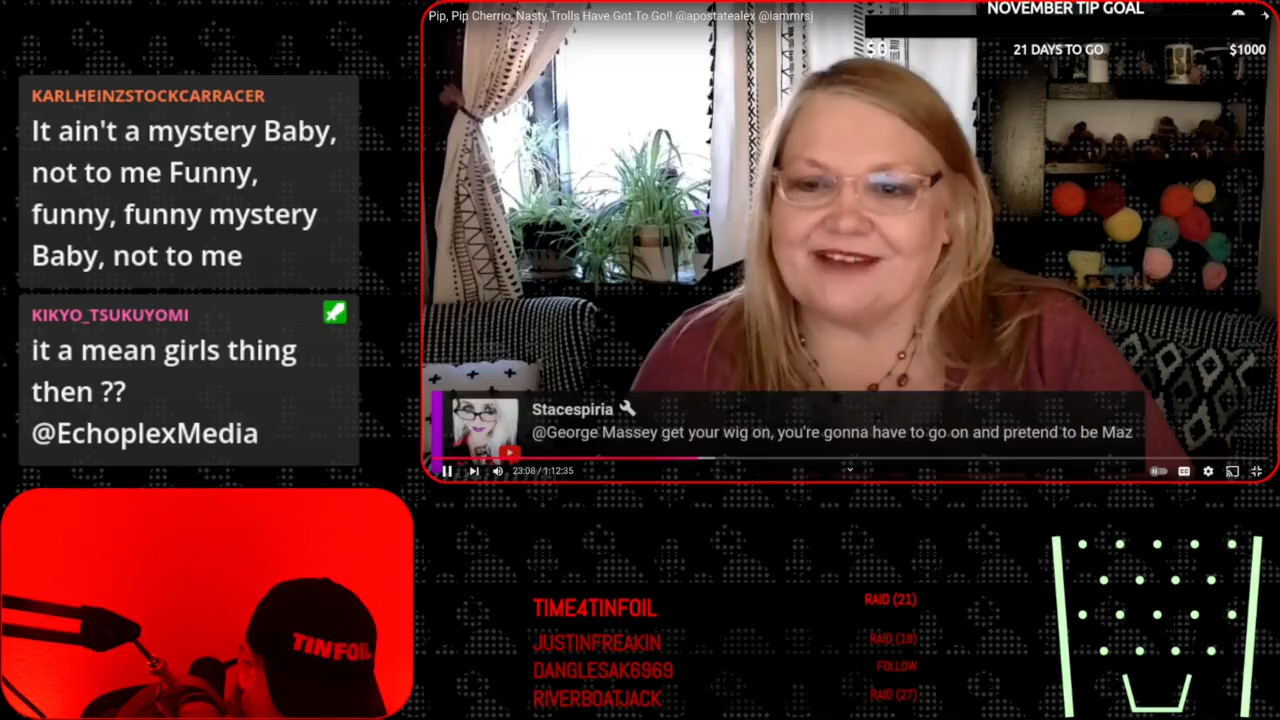 Pip, Pip Cherrio, Nasty Trolls Have Got To Go!! @apostatealex @iammrsj
NOVEMBER TIP GOAL
$0
21 DAYS TO GO
$1000
KARLHEINZSTOCKCARRACER
It ain't a mystery Baby,
not to me Funny,
funny, funny mystery
Baby, not to me
KIKYO_TSUKUYOMI
it a mean girls thing
then ??
@EchoplexMedia
Stacespiria
@George Massey get your wig on, you're gonna have to go on and pretend to be Maz
23:08 / 1:12:35
CC
TINFOIL
TIME4TINFOIL
RAID (21)
JUSTINFREAKIN
RAID (18)
DANGLESAK6969
FOLLOW
RIVERBOATJACK
RAID (27)